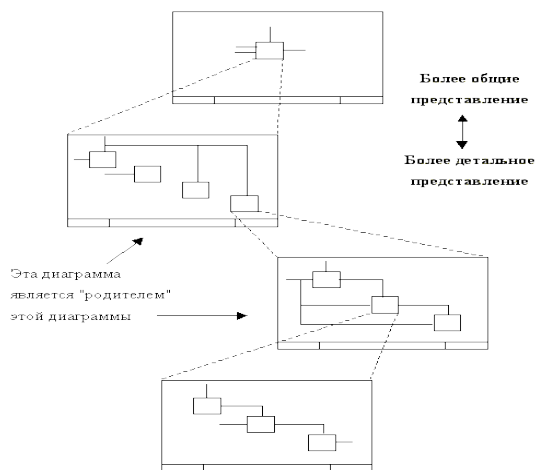 Более общие
представление
Более детальное
представление
Эта диаграмма
является "родителем"
этой диаграммы